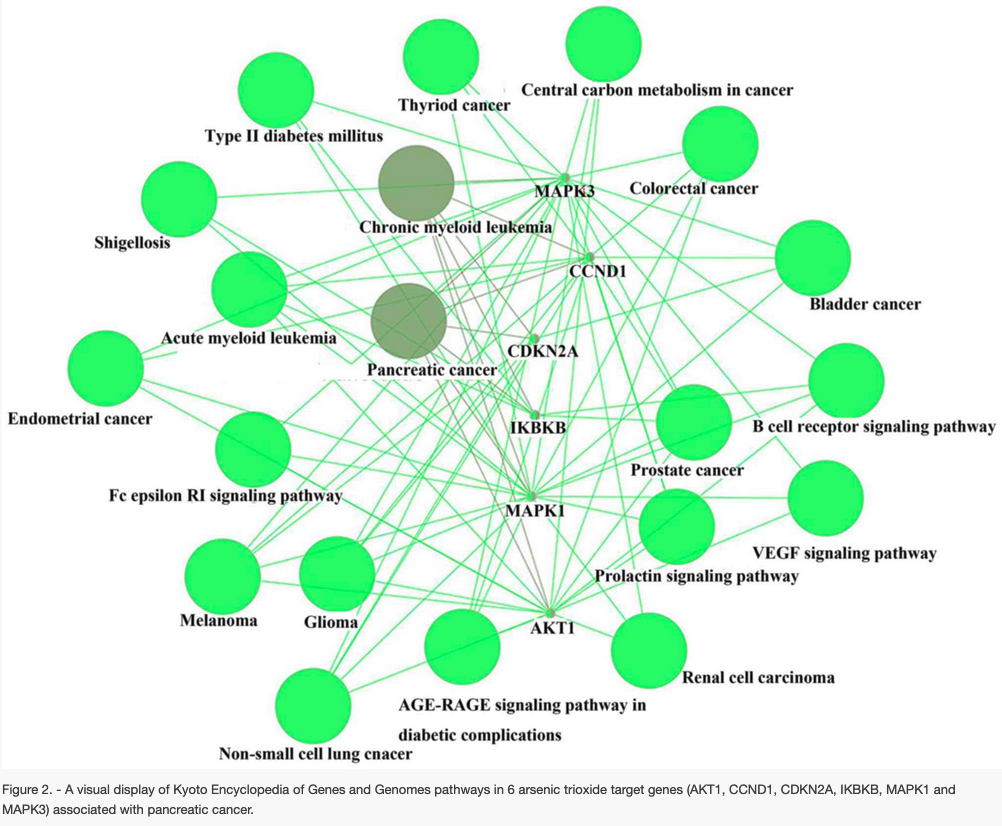 Central carbon metabolism in cancer
Thyriod cancer
Type II diabetes millitus
MAPK3
Colorectal cancer
Chronic myeloid leukemia
Shigellosis
CCND1
Bladder cancer
Acute myeloid leukemia
CDKN2A
Pancreatic cancer
Endometrial cancer
IKBKB
B cell receptor signaling pathway
Prostate cancer
Fc epsilon RI signaling pathway
MAPK1
VEGF signaling pathway
Prolactin signaling pathway
Melanoma
Glioma
AKT1
Renal cell carcinoma
AGE-RAGE signaling pathway in
diabetic complications
Non-small cell lung cnacer
Figure 2. - A visual display of Kyoto Encyclopedia of Genes and Genomes pathways in 6 arsenic trioxide target genes (AKT1, CCND1, CDKN2A, IKBKB, MAPK1 and
MAPK3) associated with pancreatic cancer.